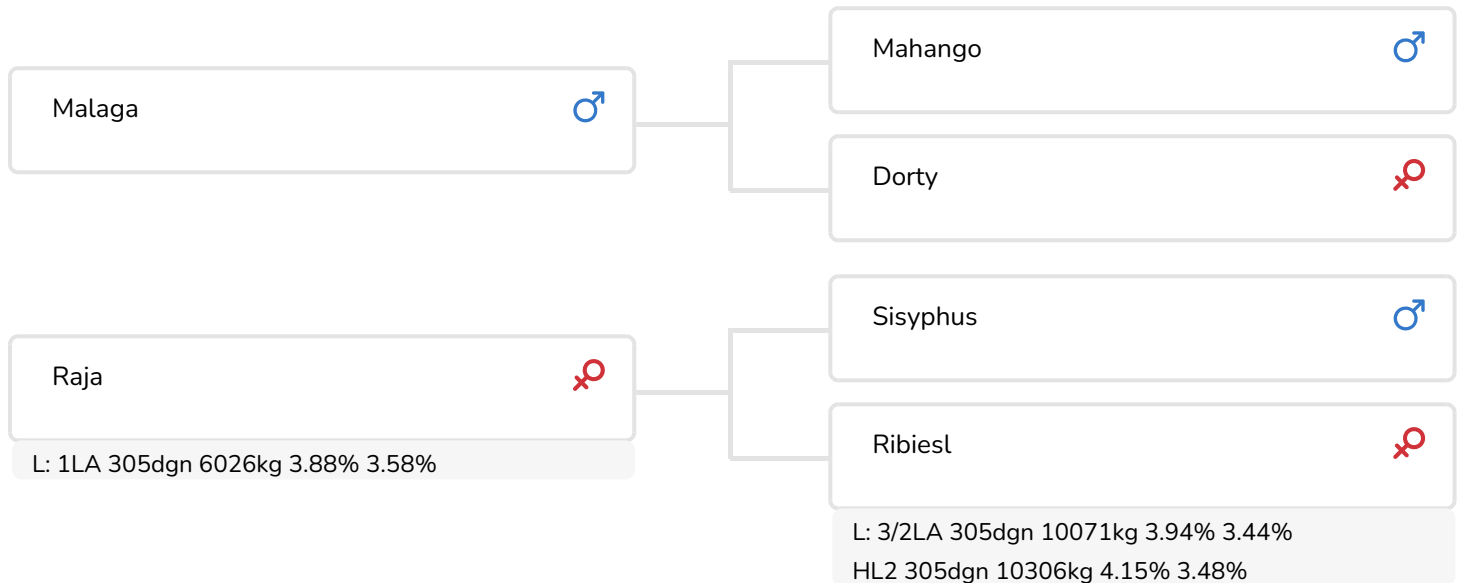 Malaga
Raja
L: 1LA 305dgn 6026kg 3.88% 3.58%
Mahango
Dorty
Sisyphus
Ribiesl
L: 3/2LA 305dgn 10071kg 3.94% 3.44%
HL2 305dgn 10306kg 4.15% 3.48%